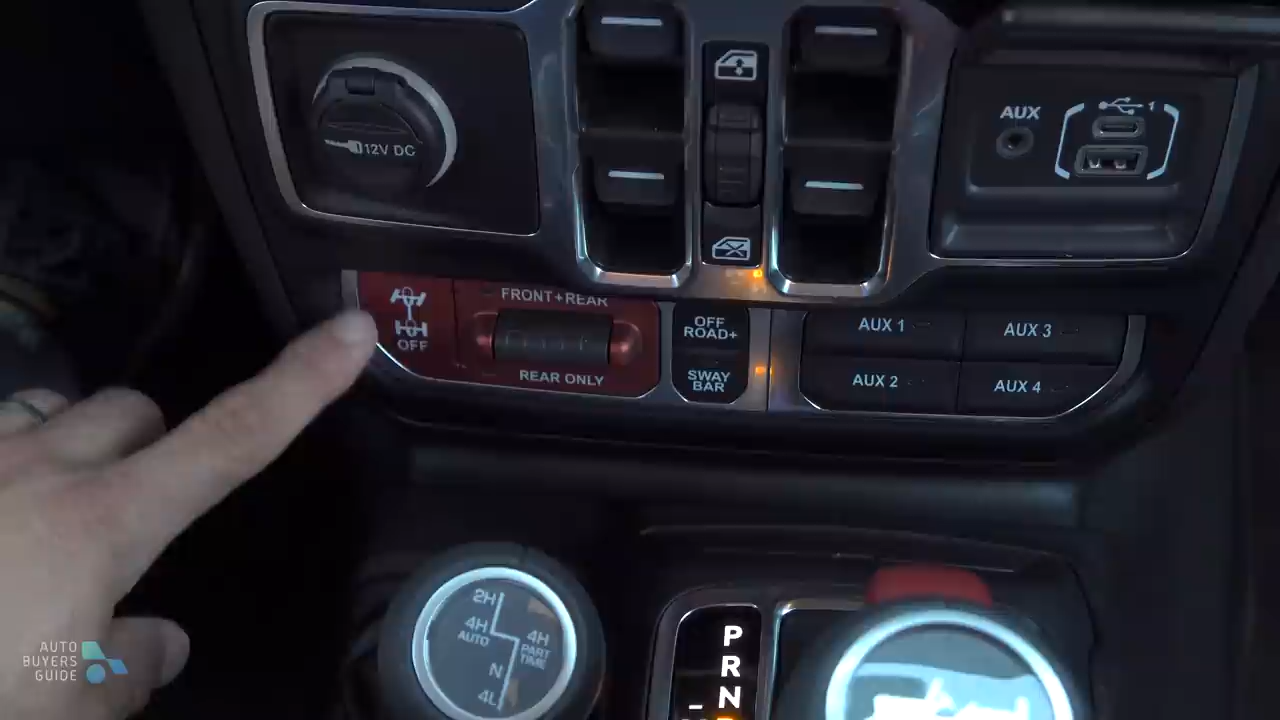 12V DC
AUX
1
OFF
FRONT+REAR
REAR ONLY
OFF
ROAD+
SWAY
BAR
AUX 1
AUX 2
AUX 3
AUX 4
2H
4H
AUTO
4H
PART
TIME
N
4L
P
R
N
AUTO
BUYERS
GUIDE